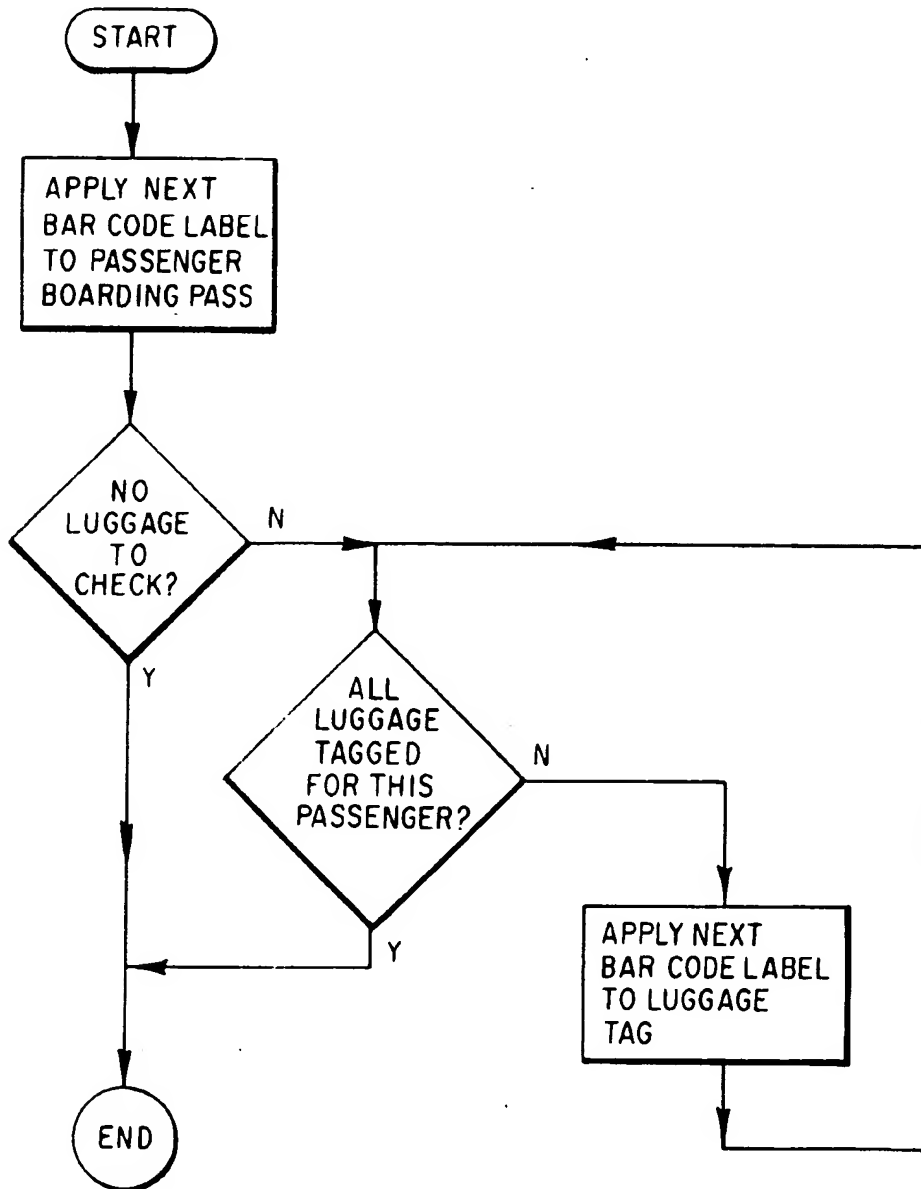 START
APPLY NEXT
BAR CODE LABEL
TO PASSENGER
BOARDING PASS
NO
LUGGAGE
TO
CHECK?
N
Y
ALL
LUGGAGE
TAGGED
FOR THIS
PASSENGER?
N
Y
APPLY NEXT
BAR CODE LABEL
TO LUGGAGE
TAG
END